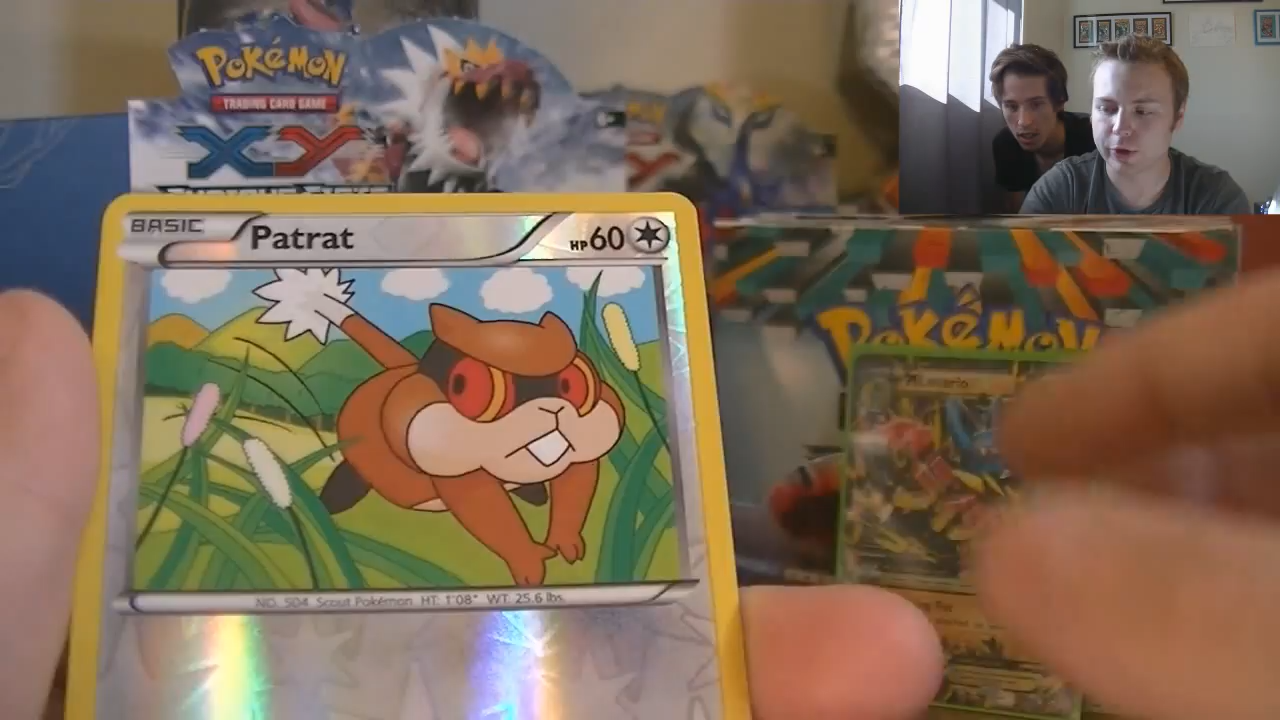 POKéMON
TRADING CARD GAME
XY
BASIC
Patrat
HP60
NO. 504 Scout Pokémon HT: 1'08" WT: 25.6 lbs.
POKéMON